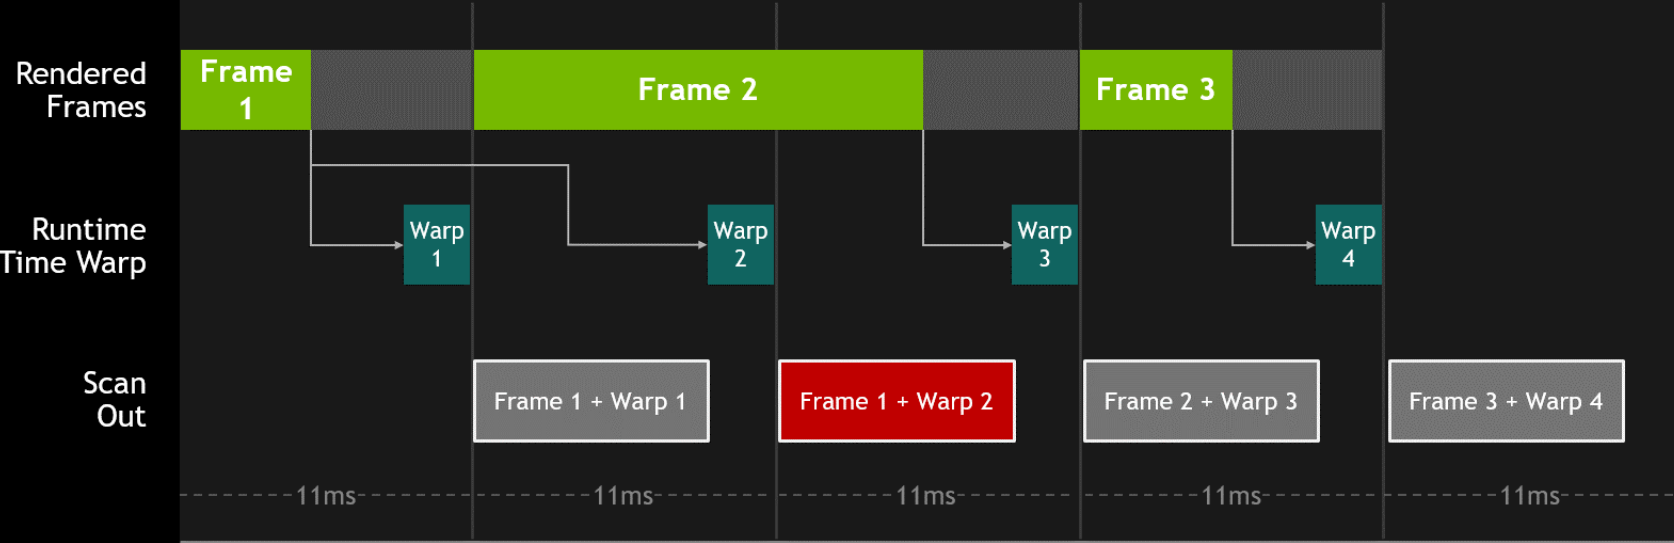 Rendered
Frames
Frame
1
Frame 2
Frame 3
Runtime
Time Warp
Warp
1
Warp
2
Warp
3
Warp
4
Scan
Out
Frame 1 + Warp 1
Frame 1 + Warp 2
Frame 2 + Warp 3
Frame 3 + Warp 4
11ms
11ms
11ms
11ms
11ms